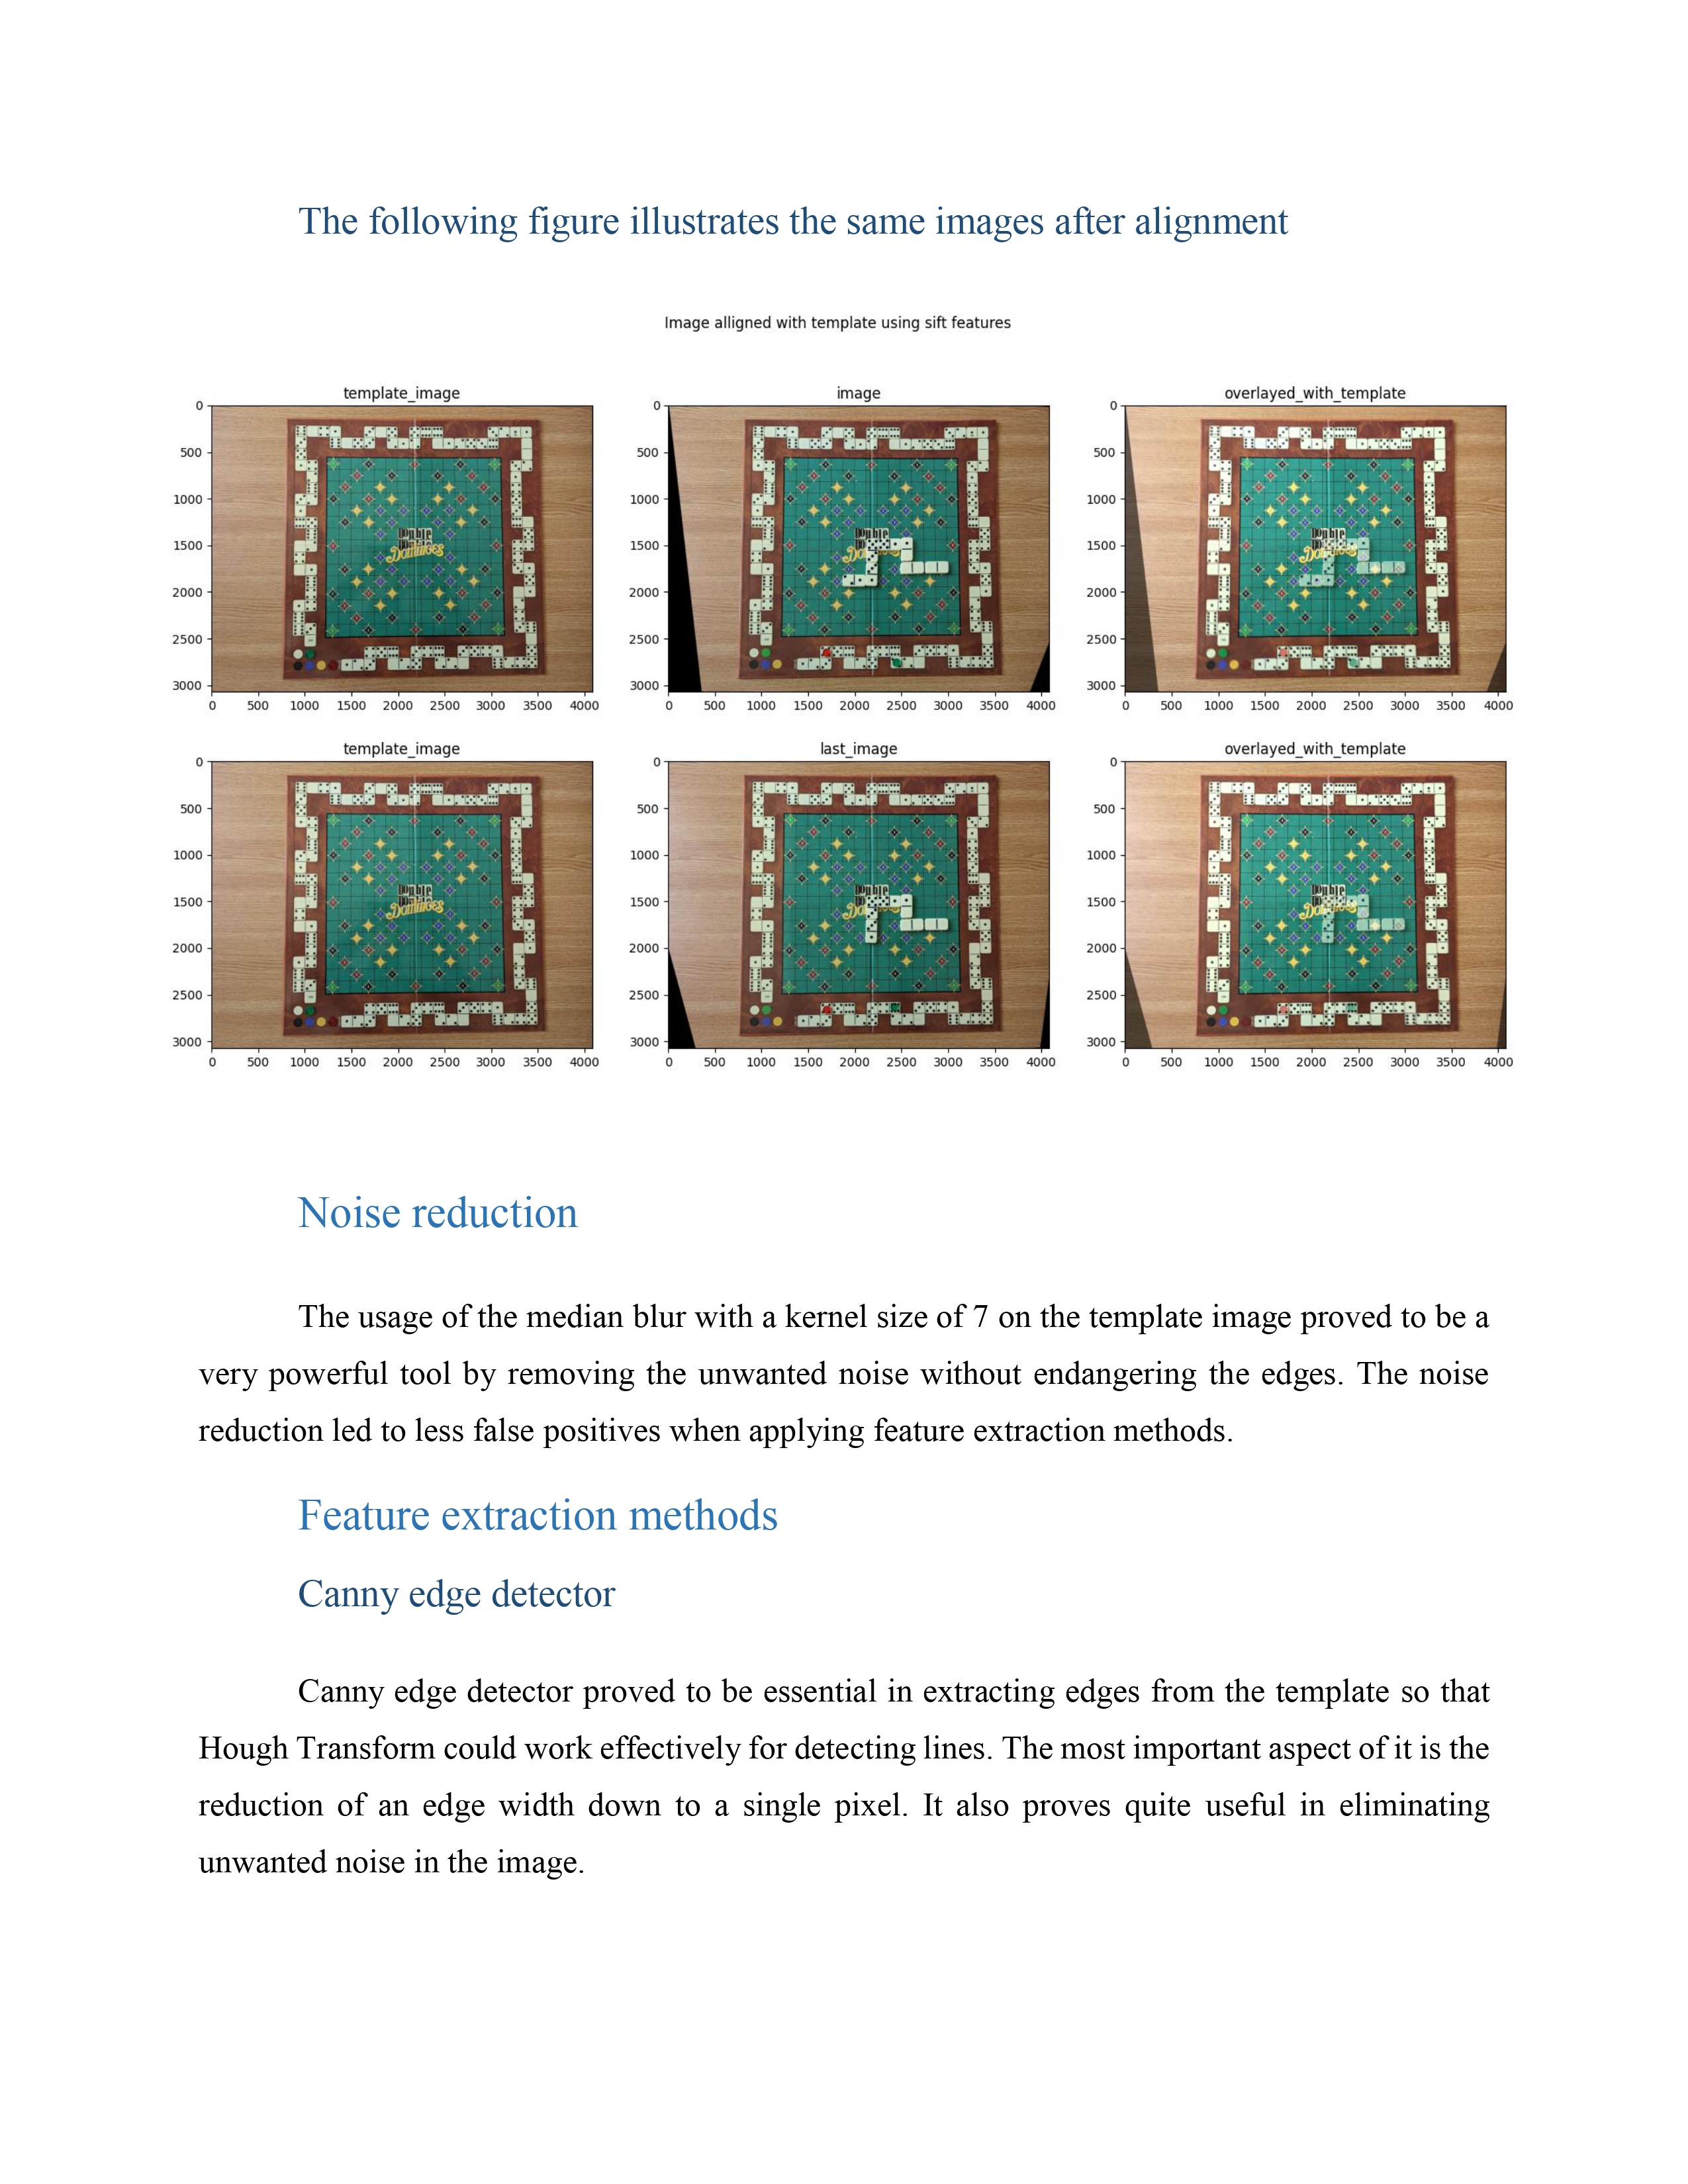 The following figure illustrates the same images after alignment
Image alligned with template using sift features
template_image
image
overlayed_with_template
0
500
1000
1500
2000
2500
3000
0 500 1000 1500 2000 2500 3000 3500 4000
0
500
1000
1500
2000
2500
3000
0 500 1000 1500 2000 2500 3000 3500 4000
0
500
1000
1500
2000
2500
3000
0 500 1000 1500 2000 2500 3000 3500 4000
template_image
last_image
overlayed_with_template
0
500
1000
1500
2000
2500
3000
0 500 1000 1500 2000 2500 3000 3500 4000
0
500
1000
1500
2000
2500
3000
0 500 1000 1500 2000 2500 3000 3500 4000
0
500
1000
1500
2000
2500
3000
0 500 1000 1500 2000 2500 3000 3500 4000
Noise reduction
The usage of the median blur with a kernel size of 7 on the template image proved to be a
very powerful tool by removing the unwanted noise without endangering the edges. The noise
reduction led to less false positives when applying feature extraction methods.
Feature extraction methods
Canny edge detector
Canny edge detector proved to be essential in extracting edges from the template so that
Hough Transform could work effectively for detecting lines. The most important aspect of it is the
reduction of an edge width down to a single pixel. It also proves quite useful in eliminating
unwanted noise in the image.